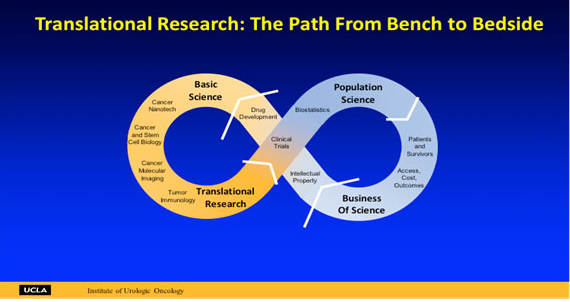 Translational Research: The Path From Bench to Bedside
Basic
Science
Cancer
Nanotech
Drug
Development
Cancer
and Stem
Cell Biology
Cancer
Molecular
Imaging
Tumor
Immunology
Translational
Research
Clinical
Trials
Biostatistics
Population
Science
Patients
and
Survivors
Access,
Cost,
Outcomes
Intellectual
Property
Business
Of Science
UCLA
Institute of Urologic Oncology